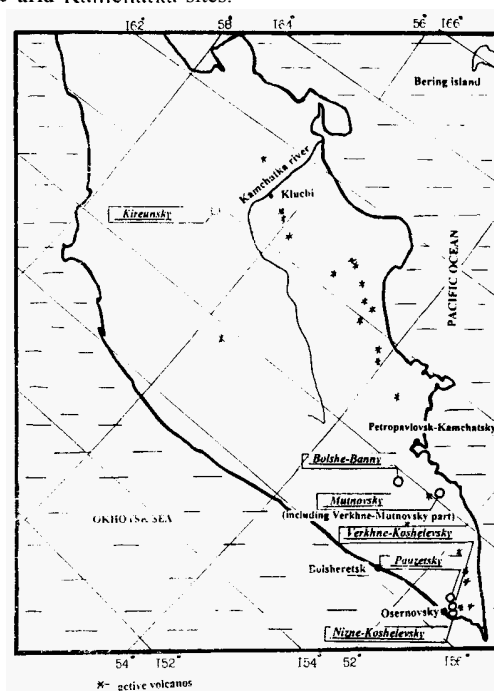 and Kamchatka sites.
162° 58° 164° 56° 166°
Bering island
Kamchatka river
Kluchi
Kireunsky
PACIFIC OCEAN
Petropavlovsk-Kamchatsky
Bolshe-Banny
Mutnovsky
(including Verkhne-Mutnovsky part)
OKHOTSK SEA
Verkhne-Koshelevsky
Pauzetsky
Bolsheretsk
Osernovsky
Nizne-Koshelevsky
54° 152° 154° 52° 156°
*- active volcanos